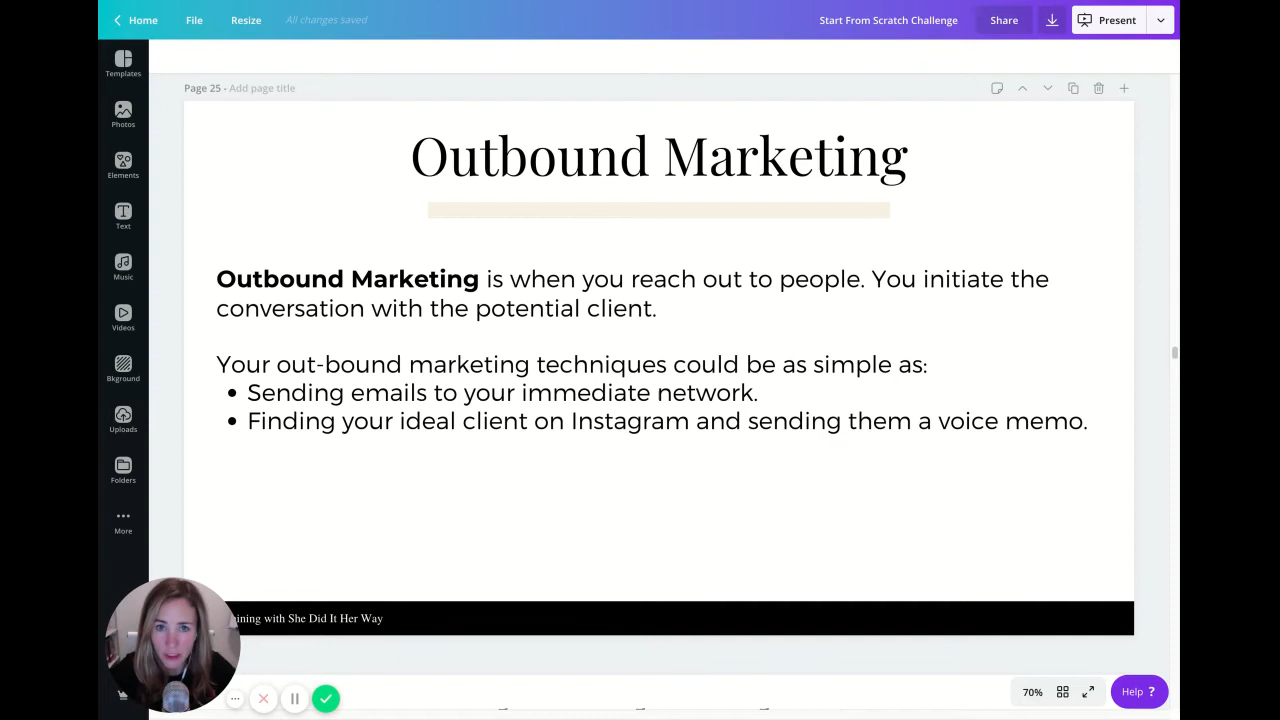 Home File Resize All changes saved Start From Scratch Challenge Share Present
Templates
Photos
Elements
Text
Music
Videos
Bkground
Uploads
Folders
More
Page 25 - Add page title
Outbound Marketing
Outbound Marketing is when you reach out to people. You initiate the
conversation with the potential client.
Your out-bound marketing techniques could be as simple as:
• Sending emails to your immediate network.
• Finding your ideal client on Instagram and sending them a voice memo.
with She Did It Her Way
70% Help ?